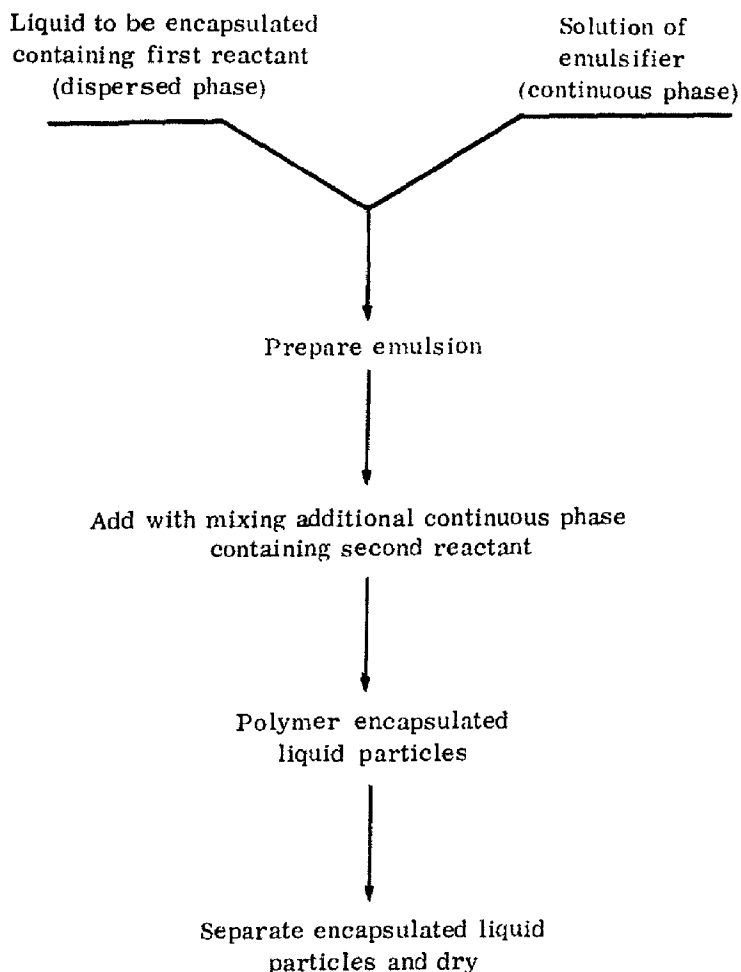 Liquid to be encapsulated
containing first reactant
(dispersed phase)
Solution of
emulsifier
(continuous phase)
Prepare emulsion
Add with mixing additional continuous phase
containing second reactant
Polymer encapsulated
liquid particles
Separate encapsulated liquid
particles and dry